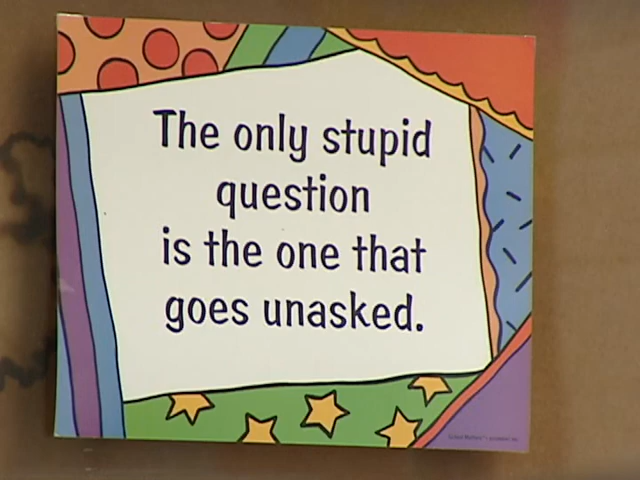 The only stupid
question
is the one that
goes unasked.